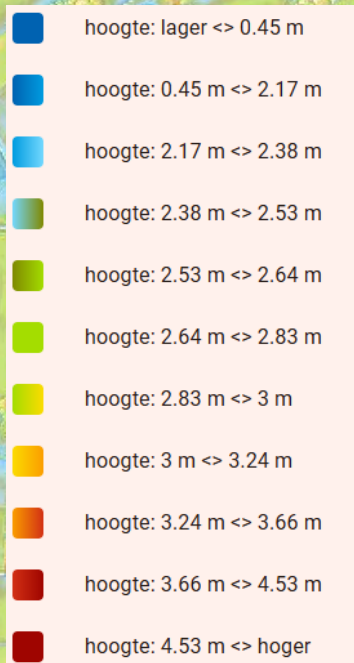 hoogte: lager <> 0.45 m
hoogte: 0.45 m <> 2.17 m
hoogte: 2.17 m <> 2.38 m
hoogte: 2.38 m <> 2.53 m
hoogte: 2.53 m <> 2.64 m
hoogte: 2.64 m <> 2.83 m
hoogte: 2.83 m <> 3 m
hoogte: 3 m <> 3.24 m
hoogte: 3.24 m <> 3.66 m
hoogte: 3.66 m <> 4.53 m
hoogte: 4.53 m <> hoger